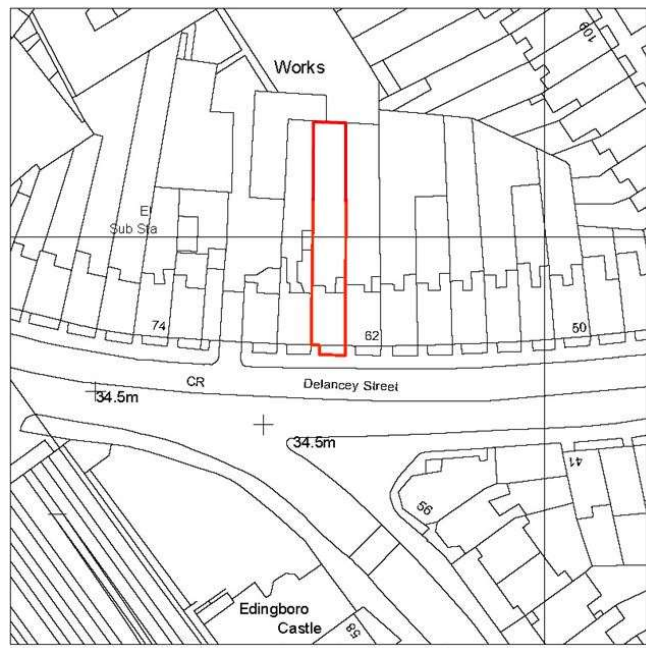 109
Works
El
Sub Sta
74
62
50
CR
Delancey Street
34.5m
34.5m
41
56
Edingboro
Castle
58